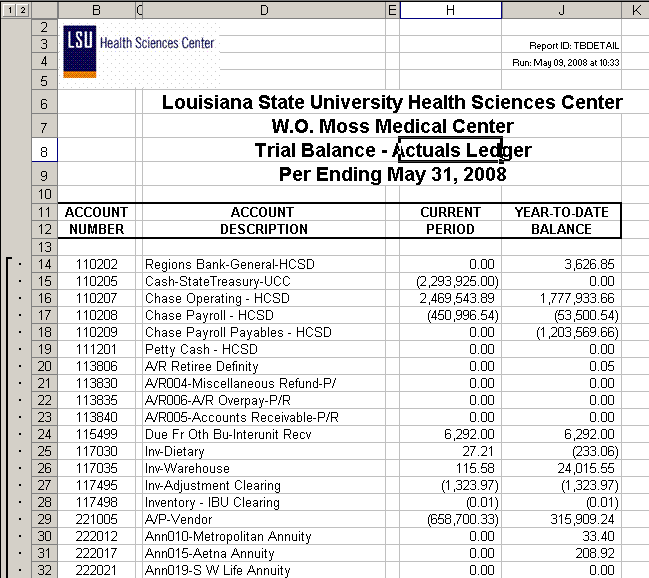 1 2 B C D E H J K
2
LSU Health Sciences Center
3 Report ID: TBDETAIL
4 Run: May 09, 2008 at 10:33
5
6 Louisiana State University Health Sciences Center
7 W.O. Moss Medical Center
8 Trial Balance - Actuals Ledger
9 Per Ending May 31, 2008
10
11 ACCOUNT ACCOUNT CURRENT YEAR-TO-DATE
12 NUMBER DESCRIPTION PERIOD BALANCE
13
14 110202 Regions Bank-General-HCSD 0.00 3,626.85
15 110205 Cash-StateTreasury-UCC (2,293,925.00) 0.00
16 110207 Chase Operating - HCSD 2,469,543.89 1,777,933.66
17 110208 Chase Payroll - HCSD (450,996.54) (53,500.54)
18 110209 Chase Payroll Payables - HCSD 0.00 (1,203,569.66)
19 111201 Petty Cash - HCSD 0.00 0.00
20 113806 A/R Retiree Definity 0.00 0.05
21 113830 A/R004-Miscellaneous Refund-P/ 0.00 0.00
22 113835 A/R006-A/R Overpay-P/R 0.00 0.00
23 113840 A/R005-Accounts Receivable-P/R 0.00 0.00
24 115499 Due Fr Oth Bu-Interunit Recv 6,292.00 6,292.00
25 117030 Inv-Dietary 27.21 (233.06)
26 117035 Inv-Warehouse 115.58 24,015.55
27 117495 Inv-Adjustment Clearing (1,323.97) (1,323.97)
28 117498 Inventory - IBU Clearing (0.01) (0.01)
29 221005 A/P-Vendor (658,700.33) 315,909.24
30 222012 Ann010-Metropolitan Annuity 0.00 33.40
31 222017 Ann015-Aetna Annuity 0.00 208.92
32 222021 Ann019-S W Life Annuity 0.00 0.00